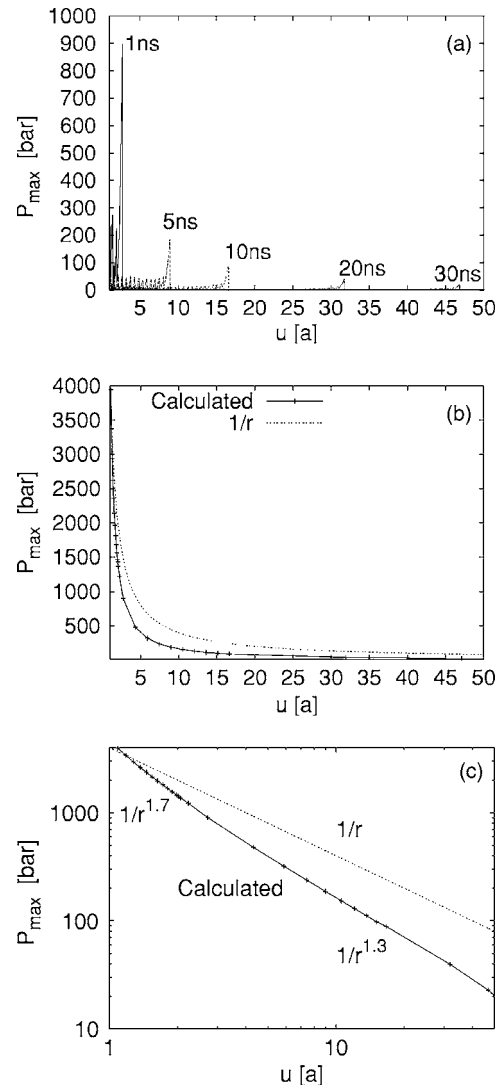 1000
900
800
700
600
500
400
300
200
100
0
P_max [bar]
1ns
5ns
10ns
20ns
30ns
(a)
5 10 15 20 25 30 35 40 45 50
u [a]
4000
3500
3000
2500
2000
1500
1000
500
P_max [bar]
Calculated
1/r
(b)
5 10 15 20 25 30 35 40 45 50
u [a]
1000
100
10
P_max [bar]
(c)
1/r^1.7
1/r
Calculated
1/r^1.3
1 10
u [a]